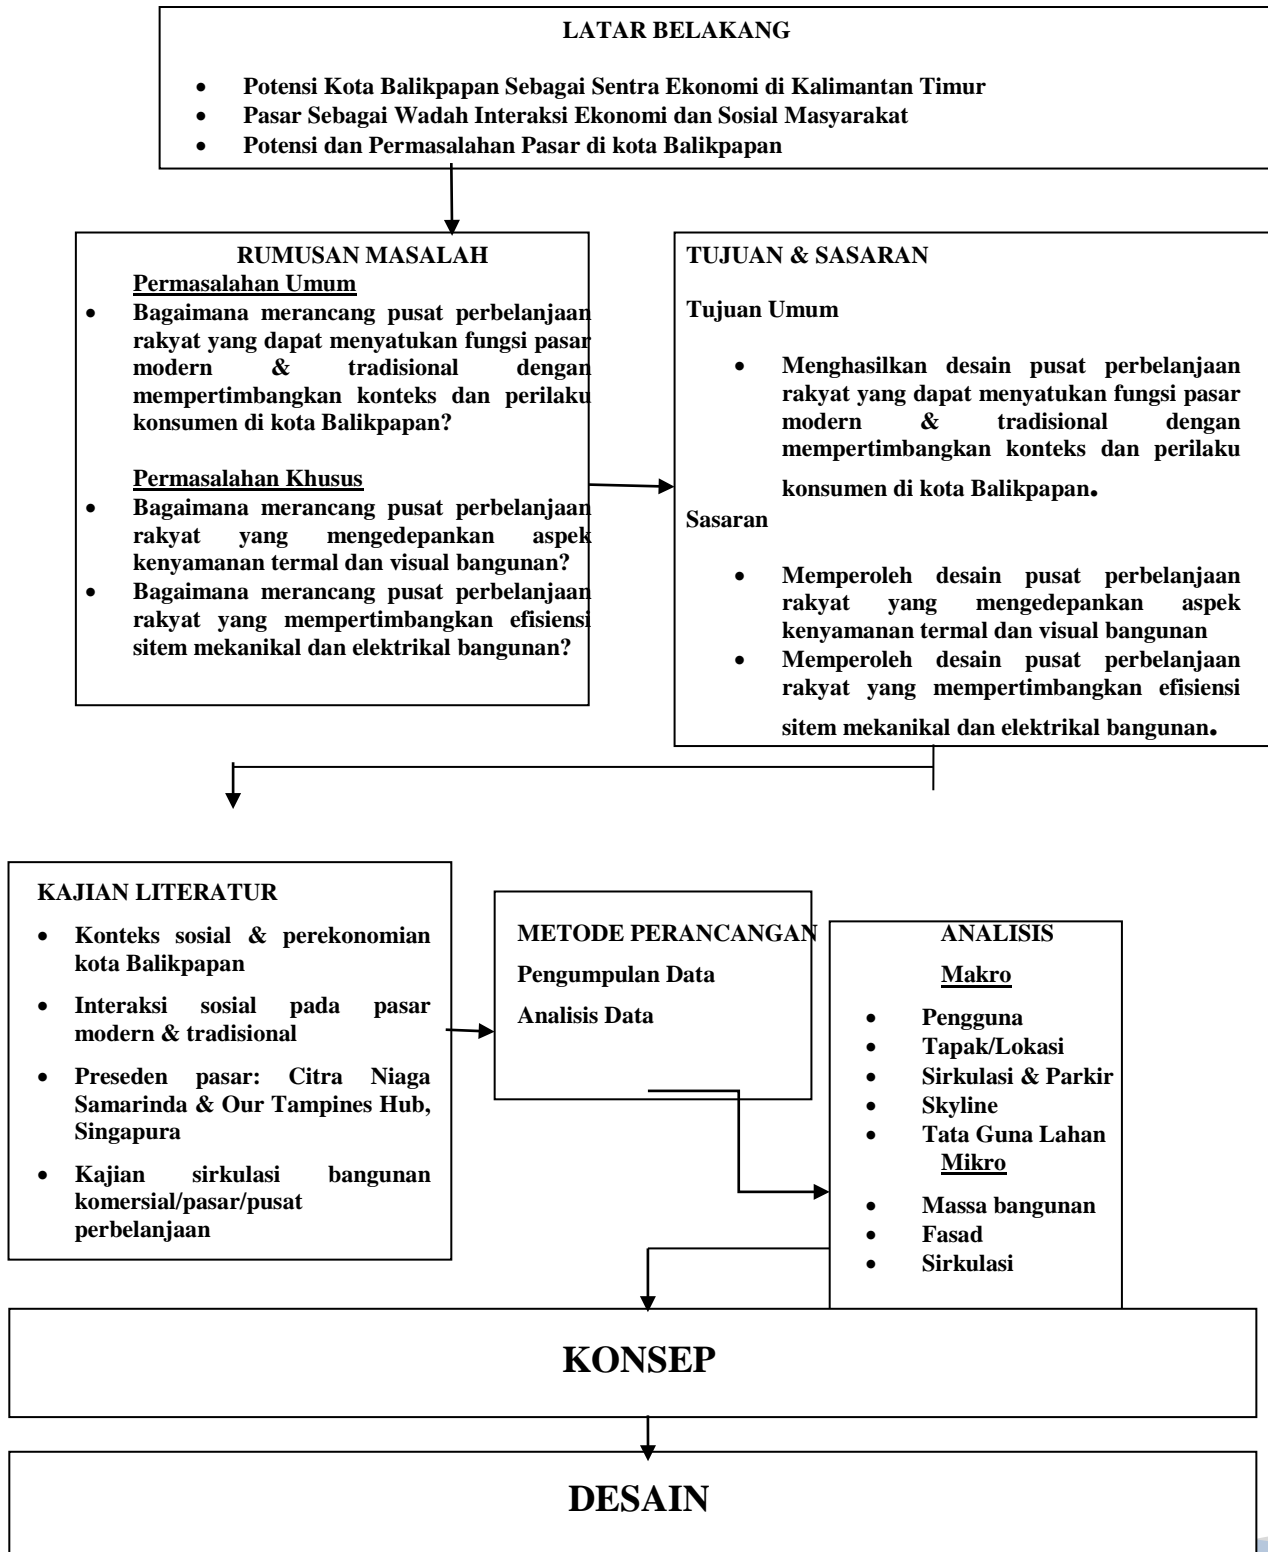 LATAR BELAKANG
• Potensi Kota Balikpapan Sebagai Sentra Ekonomi di Kalimantan Timur
• Pasar Sebagai Wadah Interaksi Ekonomi dan Sosial Masyarakat
• Potensi dan Permasalahan Pasar di kota Balikpapan
RUMUSAN MASALAH
Permasalahan Umum
• Bagaimana merancang pusat perbelanjaan
rakyat yang dapat menyatukan fungsi pasar
modern & tradisional dengan
mempertimbangkan konteks dan perilaku
konsumen di kota Balikpapan?
Permasalahan Khusus
• Bagaimana merancang pusat perbelanjaan
rakyat yang mengedepankan aspek
kenyamanan termal dan visual bangunan?
• Bagaimana merancang pusat perbelanjaan
rakyat yang mempertimbangkan efisiensi
sitem mekanikal dan elektrikal bangunan?
TUJUAN & SASARAN
Tujuan Umum
• Menghasilkan desain pusat perbelanjaan
rakyat yang dapat menyatukan fungsi pasar
modern & tradisional dengan
mempertimbangkan konteks dan perilaku
konsumen di kota Balikpapan.
Sasaran
• Memperoleh desain pusat perbelanjaan
rakyat yang mengedepankan aspek
kenyamanan termal dan visual bangunan
• Memperoleh desain pusat perbelanjaan
rakyat yang mempertimbangkan efisiensi
sitem mekanikal dan elektrikal bangunan.
KAJIAN LITERATUR
• Konteks sosial & perekonomian
kota Balikpapan
• Interaksi sosial pada pasar
modern & tradisional
• Preseden pasar: Citra Niaga
Samarinda & Our Tampines Hub,
Singapura
• Kajian sirkulasi bangunan
komersial/pasar/pusat
perbelanjaan
METODE PERANCANGAN
Pengumpulan Data
Analisis Data
ANALISIS
Makro
• Pengguna
• Tapak/Lokasi
• Sirkulasi & Parkir
• Skyline
• Tata Guna Lahan
Mikro
• Massa bangunan
• Fasad
• Sirkulasi
KONSEP
DESAIN